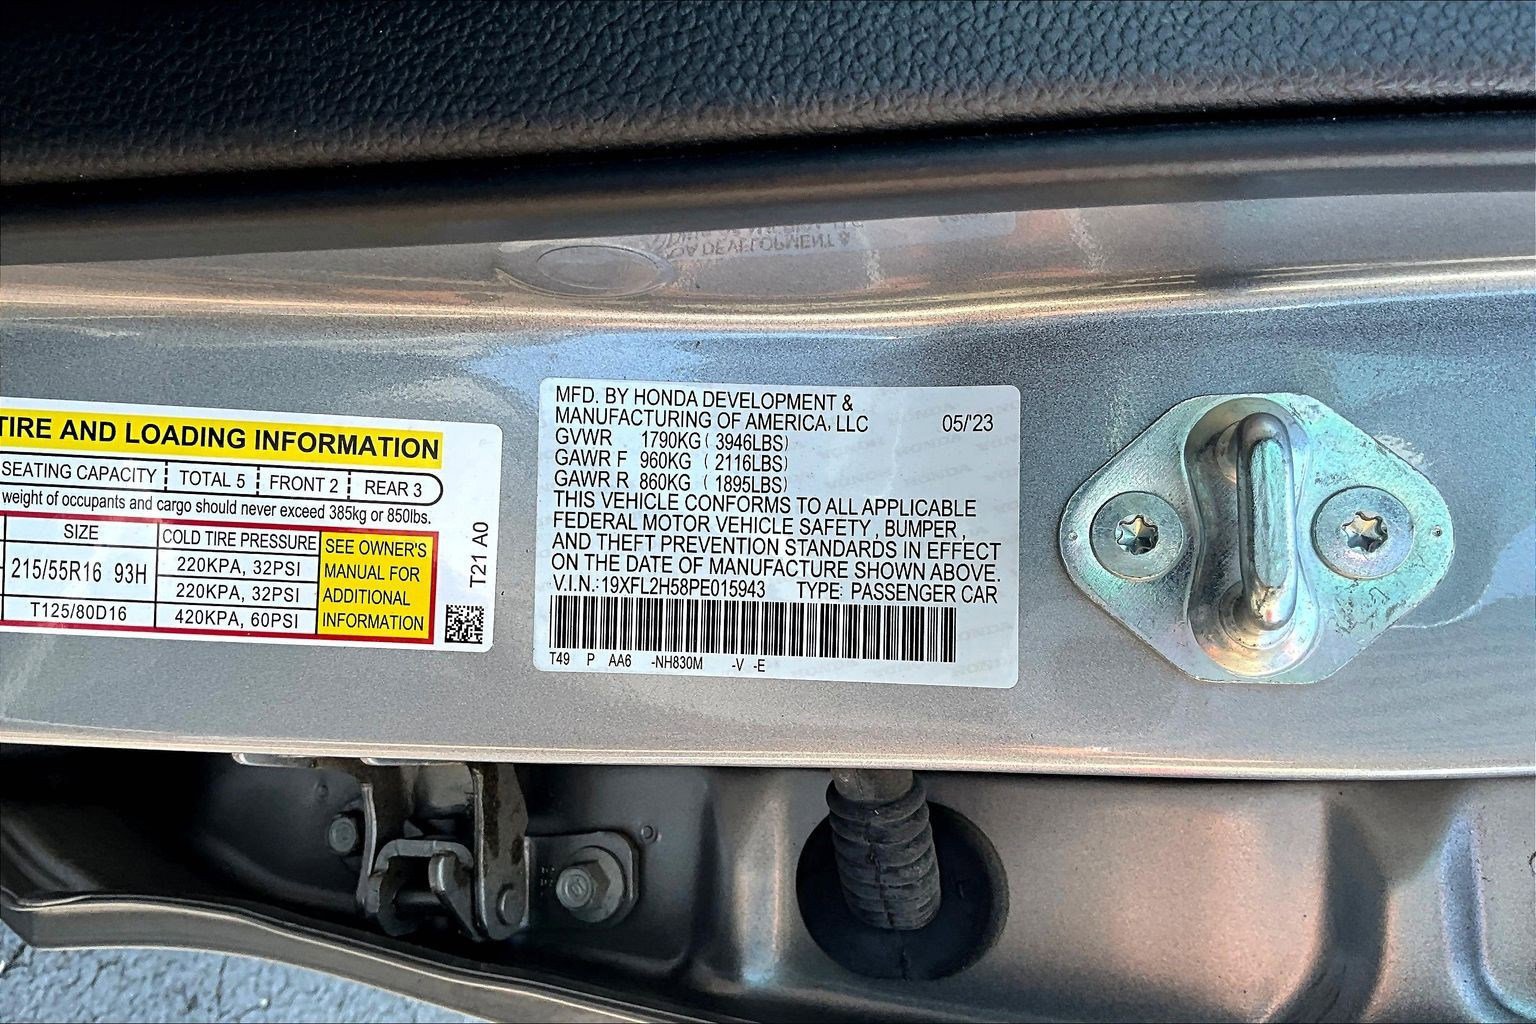 TIRE AND LOADING INFORMATION
SEATING CAPACITY TOTAL 5 FRONT 2 REAR 3
weight of occupants and cargo should never exceed 385kg or 850lbs.
SIZE COLD TIRE PRESSURE
215/55R16 93H
220KPA, 32PSI
220KPA, 32PSI
T125/80D16 420KPA, 60PSI
SEE OWNER'S
MANUAL FOR
ADDITIONAL
INFORMATION
T21 A0
MFD. BY HONDA DEVELOPMENT &
MANUFACTURING OF AMERICA, LLC 05/'23
GVWR 1790KG ( 3946LBS)
GAWR F 960KG ( 2116LBS)
GAWR R 860KG ( 1895LBS)
THIS VEHICLE CONFORMS TO ALL APPLICABLE
FEDERAL MOTOR VEHICLE SAFETY , BUMPER ,
AND THEFT PREVENTION STANDARDS IN EFFECT
ON THE DATE OF MANUFACTURE SHOWN ABOVE.
V.I.N.:19XFL2H58PE015943 TYPE: PASSENGER CAR
T49 P AA6 -NH830M -V -E